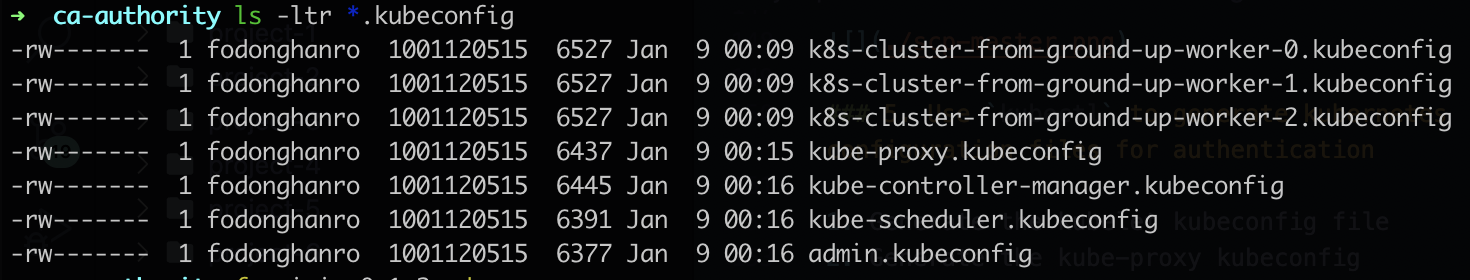 ➜  ca-authority ls -ltr *.kubeconfig
-rw-------  1 fodonghanro  1001120515  6527 Jan  9 00:09 k8s-cluster-from-ground-up-worker-0.kubeconfig
-rw-------  1 fodonghanro  1001120515  6527 Jan  9 00:09 k8s-cluster-from-ground-up-worker-1.kubeconfig
-rw-------  1 fodonghanro  1001120515  6527 Jan  9 00:09 k8s-cluster-from-ground-up-worker-2.kubeconfig
-rw-------  1 fodonghanro  1001120515  6437 Jan  9 00:15 kube-proxy.kubeconfig
-rw-------  1 fodonghanro  1001120515  6445 Jan  9 00:16 kube-controller-manager.kubeconfig
-rw-------  1 fodonghanro  1001120515  6391 Jan  9 00:16 kube-scheduler.kubeconfig
-rw-------  1 fodonghanro  1001120515  6377 Jan  9 00:16 admin.kubeconfig